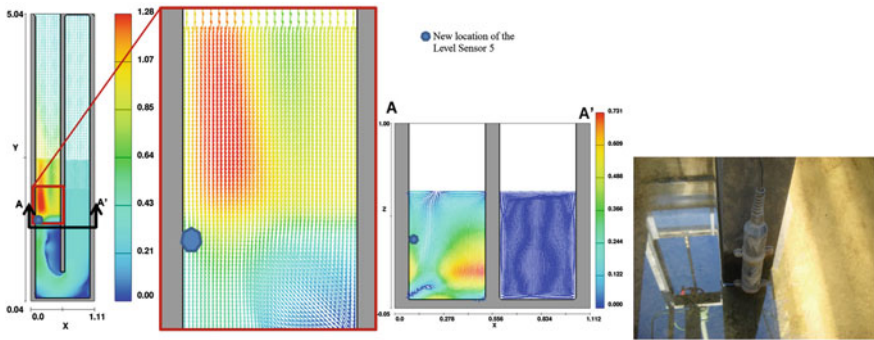 5.04
Y
A
A'
0.04
0.0
X
1.11
1.28
1.07
0.85
0.64
0.43
0.21
0.00
New location of the
Level Sensor 5
A
A'
1.00
Z
-0.05
0.0
0.278
0.556
0.834
1.112
X
0.731
0.609
0.488
0.366
0.244
0.122
0.000